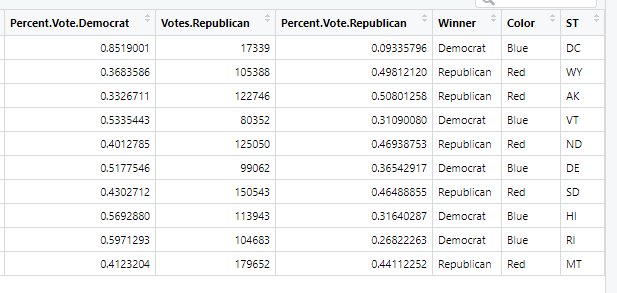 Percent.Vote.Democrat Votes.Republican Percent.Vote.Republican Winner Color ST
0.8519001 17339 0.09335796 Democrat Blue DC
0.3683586 105388 0.49812120 Republican Red WY
0.3326711 122746 0.50801258 Republican Red AK
0.5335443 80352 0.31090080 Democrat Blue VT
0.4012785 125050 0.46938753 Republican Red ND
0.5177546 99062 0.36542917 Democrat Blue DE
0.4302712 150543 0.46488855 Republican Red SD
0.5692880 113943 0.31640287 Democrat Blue HI
0.5971293 104683 0.26822263 Democrat Blue RI
0.4123204 179652 0.44112252 Republican Red MT